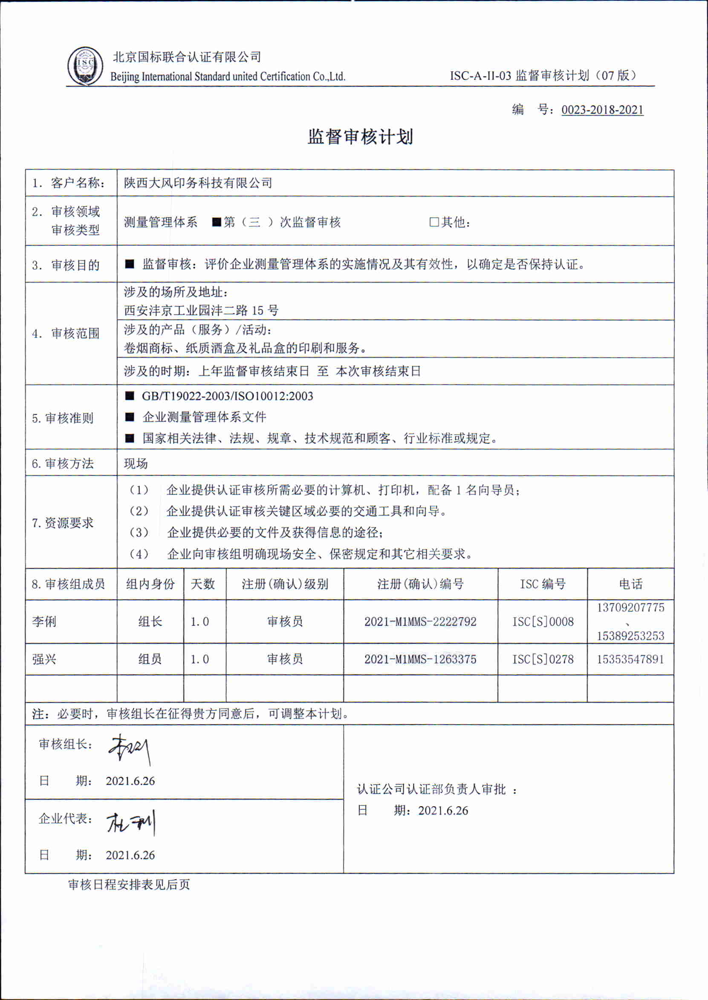 ISC
北京国标联合认证有限公司
Beijing International Standard united Certification Co.,Ltd.
ISC-A-II-03 监督审核计划（07 版）
编 号：0023-2018-2021
监督审核计划
1. 客户名称： 陕西大风印务科技有限公司
2. 审核领域
审核类型
测量管理体系 ■第（三 ）次监督审核 □其他：
3. 审核目的 ■ 监督审核：评价企业测量管理体系的实施情况及其有效性，以确定是否保持认证。
4. 审核范围
涉及的场所及地址：
西安沣京工业园沣二路 15 号
涉及的产品（服务）/活动：
卷烟商标、纸质酒盒及礼品盒的印刷和服务。
涉及的时期：上年监督审核结束日 至 本次审核结束日
5. 审核准则
■ GB/T19022-2003/ISO10012:2003
■ 企业测量管理体系文件
■ 国家相关法律、法规、规章、技术规范和顾客、行业标准或规定。
6. 审核方法 现场
7. 资源要求
（1） 企业提供认证审核所需必要的计算机、打印机，配备 1 名向导员；
（2） 企业提供认证审核关键区域必要的交通工具和向导。
（3） 企业提供必要的文件及获得信息的途径；
（4） 企业向审核组明确现场安全、保密规定和其它相关要求。
8. 审核组成员 组内身份 天数 注册(确认)级别 注册(确认)编号 ISC 编号 电话
李俐 组长 1.0 审核员 2021-M1MMS-2222792 ISC[S]0008 13709207775
、
15389253253
强兴 组员 1.0 审核员 2021-M1MMS-1263375 ISC[S]0278 15353547891
注：必要时，审核组长在征得贵方同意后，可调整本计划。
审核组长：
日 期： 2021.6.26
认证公司认证部负责人审批 ：
日 期：2021.6.26
企业代表：
日 期： 2021.6.26
审核日程安排表见后页